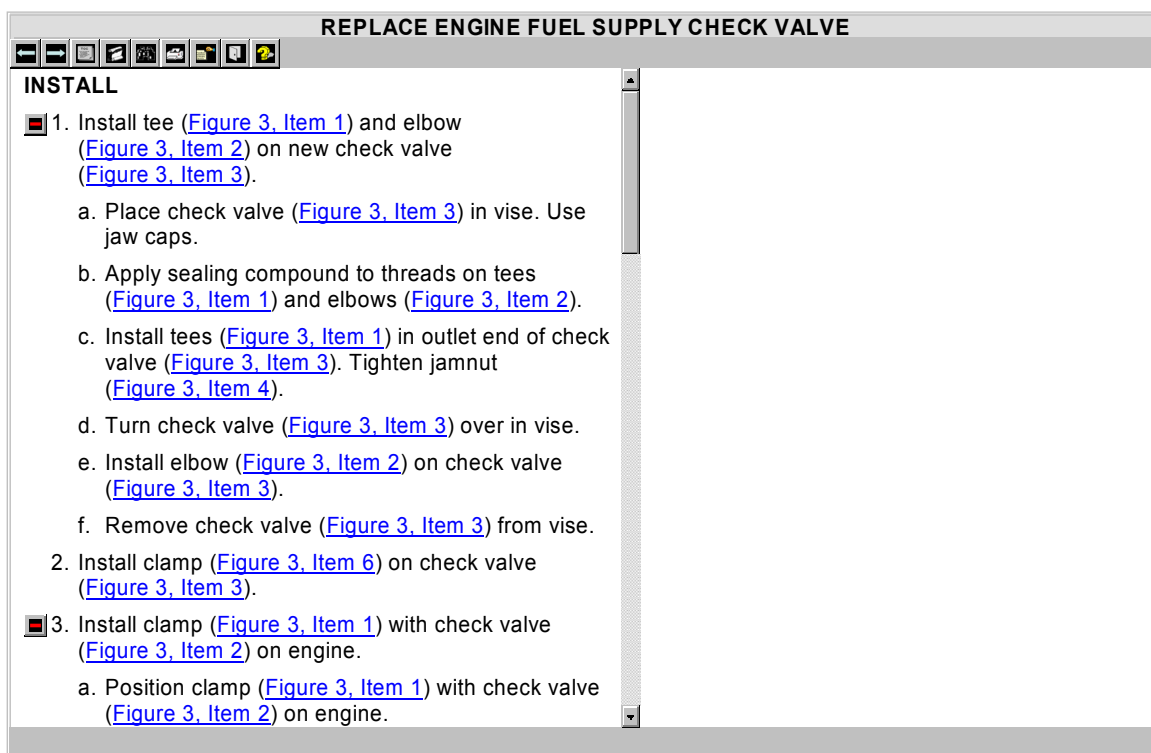 REPLACE ENGINE FUEL SUPPLY CHECK VALVE
INSTALL
1. Install tee (Figure 3, Item 1) and elbow
(Figure 3, Item 2) on new check valve
(Figure 3, Item 3).
a. Place check valve (Figure 3, Item 3) in vise. Use
jaw caps.
b. Apply sealing compound to threads on tees
(Figure 3, Item 1) and elbows (Figure 3, Item 2).
c. Install tees (Figure 3, Item 1) in outlet end of check
valve (Figure 3, Item 3). Tighten jamnut
(Figure 3, Item 4).
d. Turn check valve (Figure 3, Item 3) over in vise.
e. Install elbow (Figure 3, Item 2) on check valve
(Figure 3, Item 3).
f. Remove check valve (Figure 3, Item 3) from vise.
2. Install clamp (Figure 3, Item 6) on check valve
(Figure 3, Item 3).
3. Install clamp (Figure 3, Item 1) with check valve
(Figure 3, Item 2) on engine.
a. Position clamp (Figure 3, Item 1) with check valve
(Figure 3, Item 2) on engine.